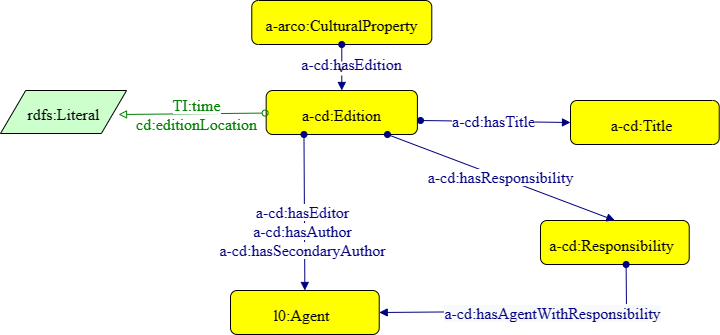 a-arco:CulturalProperty
a-cd:hasEdition
rdfs:Literal
TI:time
cd:editionLocation
a-cd:Edition
a-cd:hasTitle
a-cd:Title
a-cd:hasResponsibility
a-cd:hasEditor
a-cd:hasAuthor
a-cd:hasSecondaryAuthor
a-cd:Responsibility
l0:Agent
a-cd:hasAgentWithResponsibility